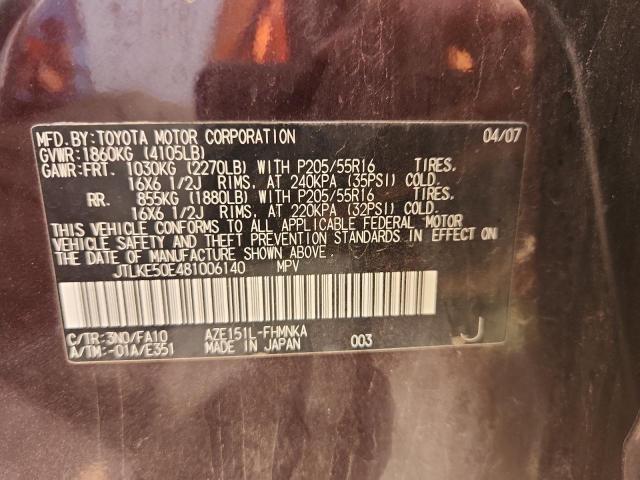 MFD.BY:TOYOTA MOTOR CORPORATION 04/07
GVWR:1860KG (4105LB)
GAWR:FRT. 1030KG (2270LB) WITH P205/55R16 TIRES,
16X6 1/2J RIMS, AT 240KPA (35PSI) COLD.
RR. 855KG (1880LB) WITH P205/55R16 TIRES,
16X6 1/2J RIMS, AT 220KPA (32PSI) COLD.
THIS VEHICLE CONFORMS TO ALL APPLICABLE FEDERAL MOTOR
VEHICLE SAFETY AND THEFT PREVENTION STANDARDS IN EFFECT ON
THE DATE OF MANUFACTURE SHOWN ABOVE.
JTLKE50E481006140 MPV
C/TR:3N0/FA10 AZE151L-FHMNKA
A/TM:-01A/E351 MADE IN JAPAN 003 J